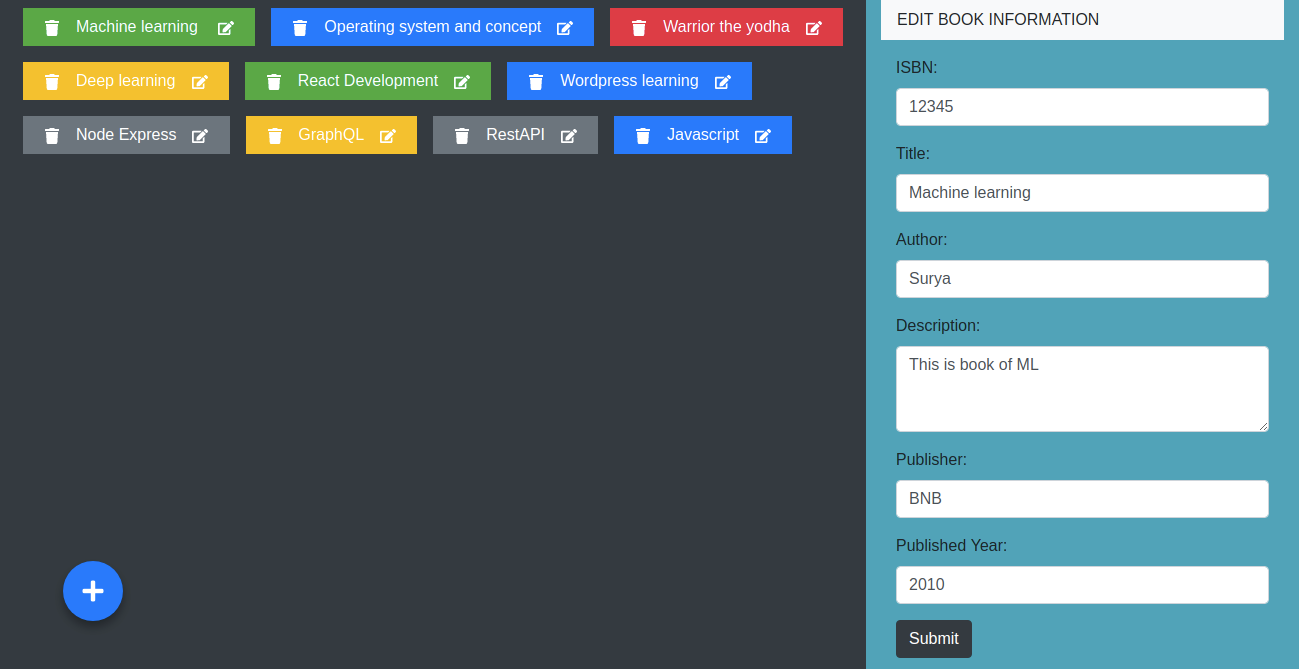 Machine learning Operating system and concept Warrior the yodha
Deep learning React Development Wordpress learning
Node Express GraphQL RestAPI Javascript
EDIT BOOK INFORMATION
ISBN:
12345
Title:
Machine learning
Author:
Surya
Description:
This is book of ML
Publisher:
BNB
Published Year:
2010
Submit